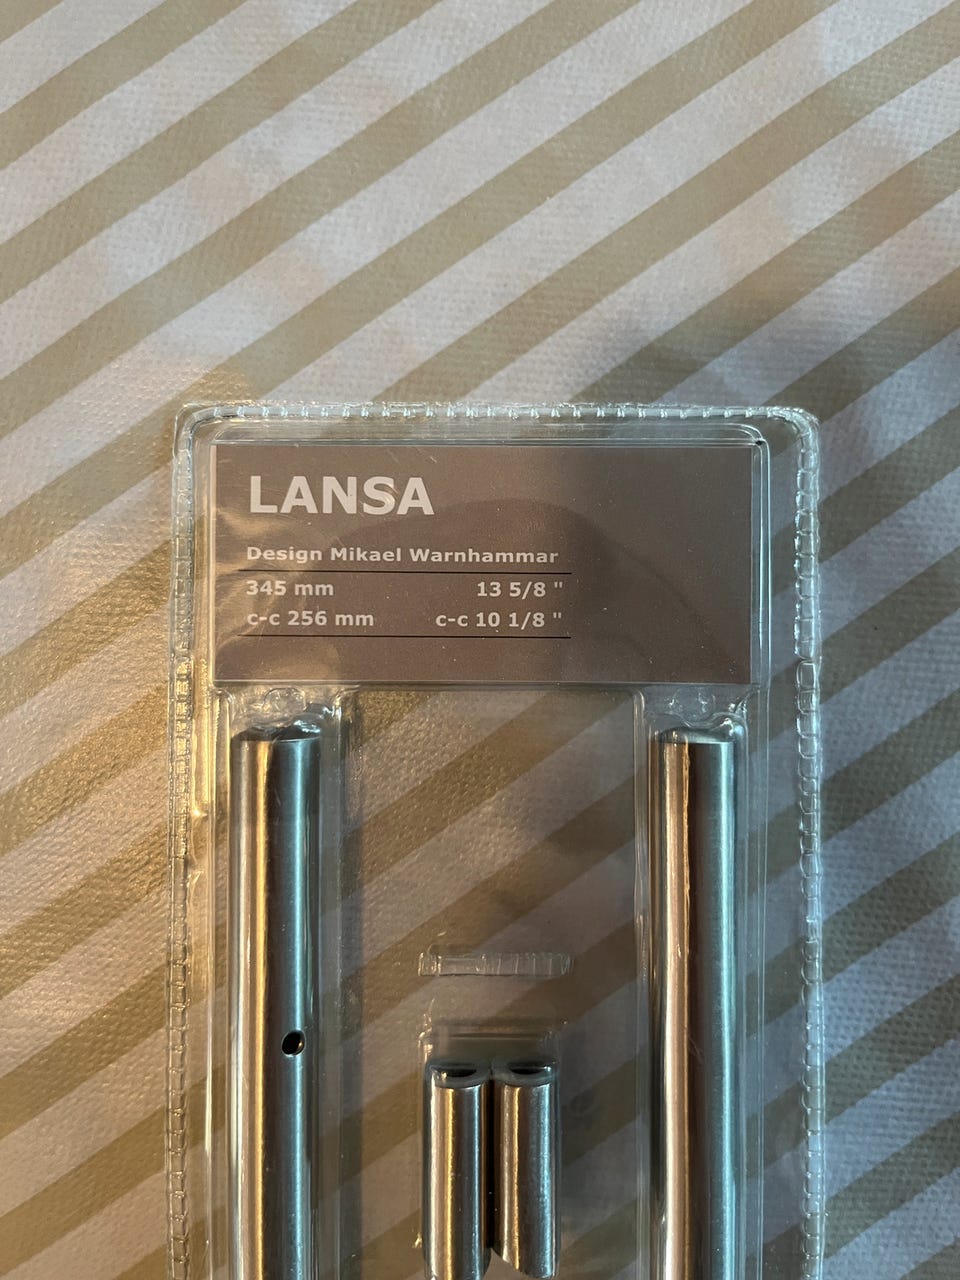 LANSA
Design Mikael Warnhammar
345 mm 13 5/8 "
c-c 256 mm c-c 10 1/8 "